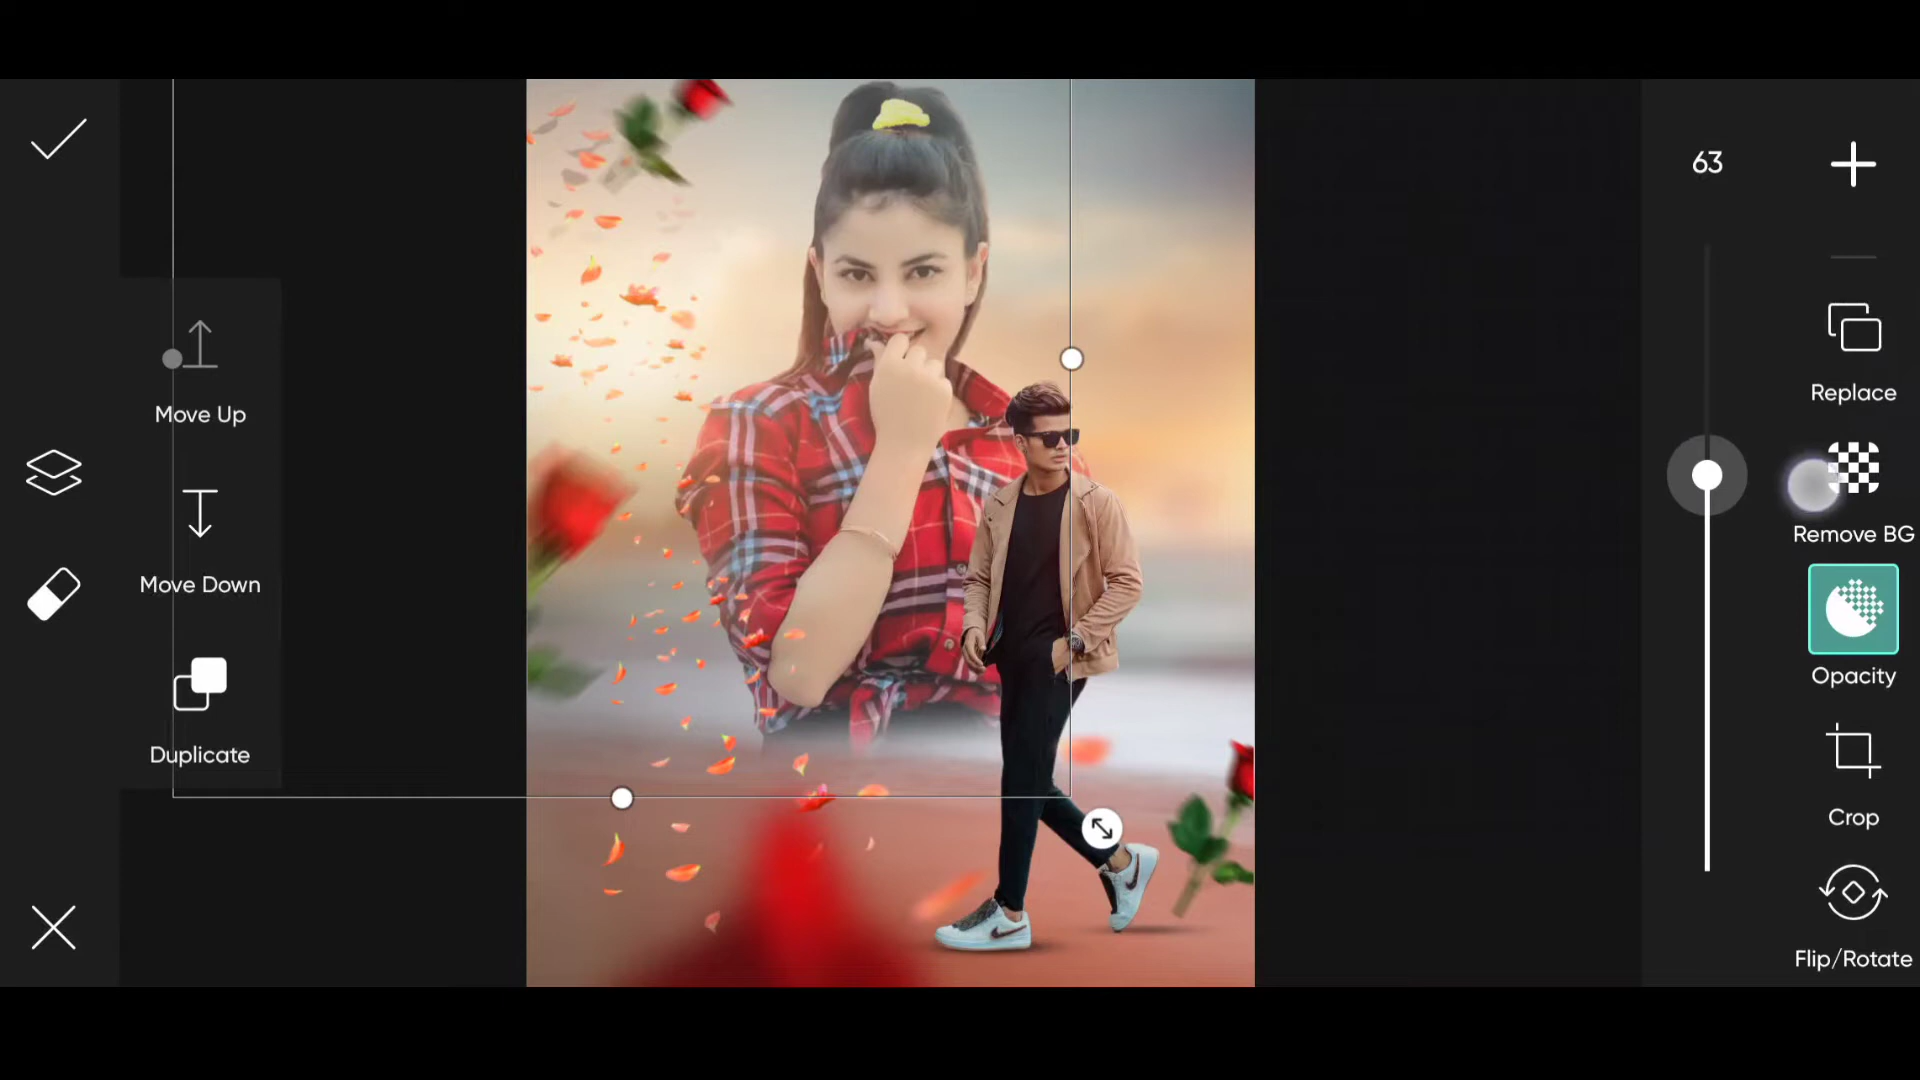 63
Move Up
Replace
Remove BG
Move Down
Opacity
Duplicate
Crop
Flip/Rotate